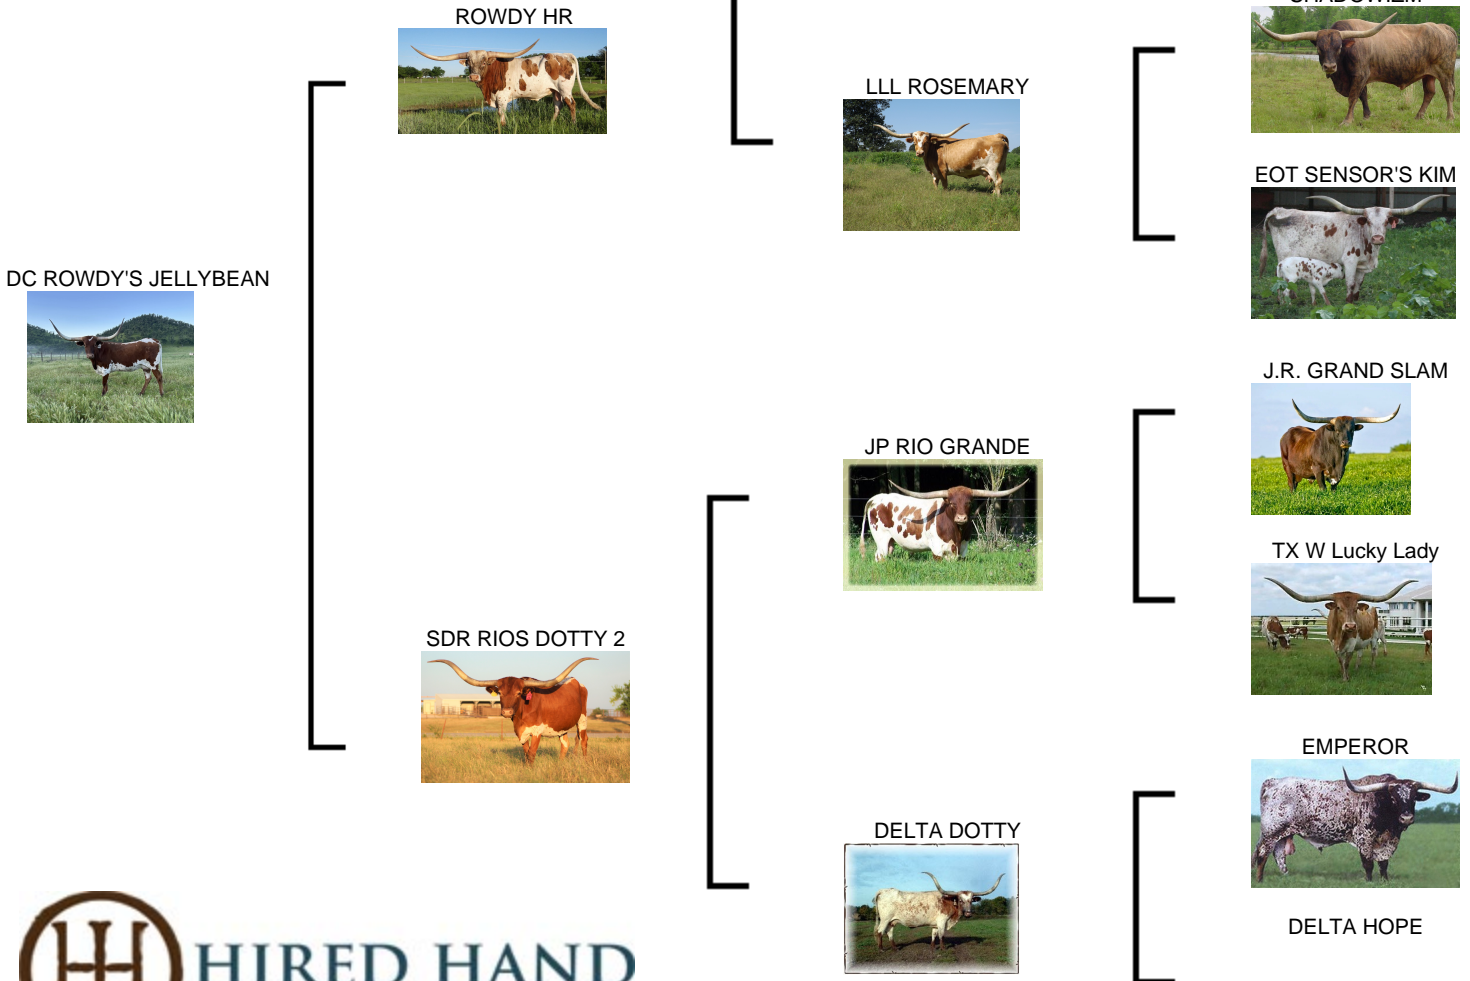 ROWDY HR
LLL ROSEMARY
EOT SENSOR'S KIM
DC ROWDY'S JELLYBEAN
J.R. GRAND SLAM
JP RIO GRANDE
TX W Lucky Lady
SDR RIOS DOTTY 2
EMPEROR
DELTA DOTTY
DELTA HOPE
HIRED HAND